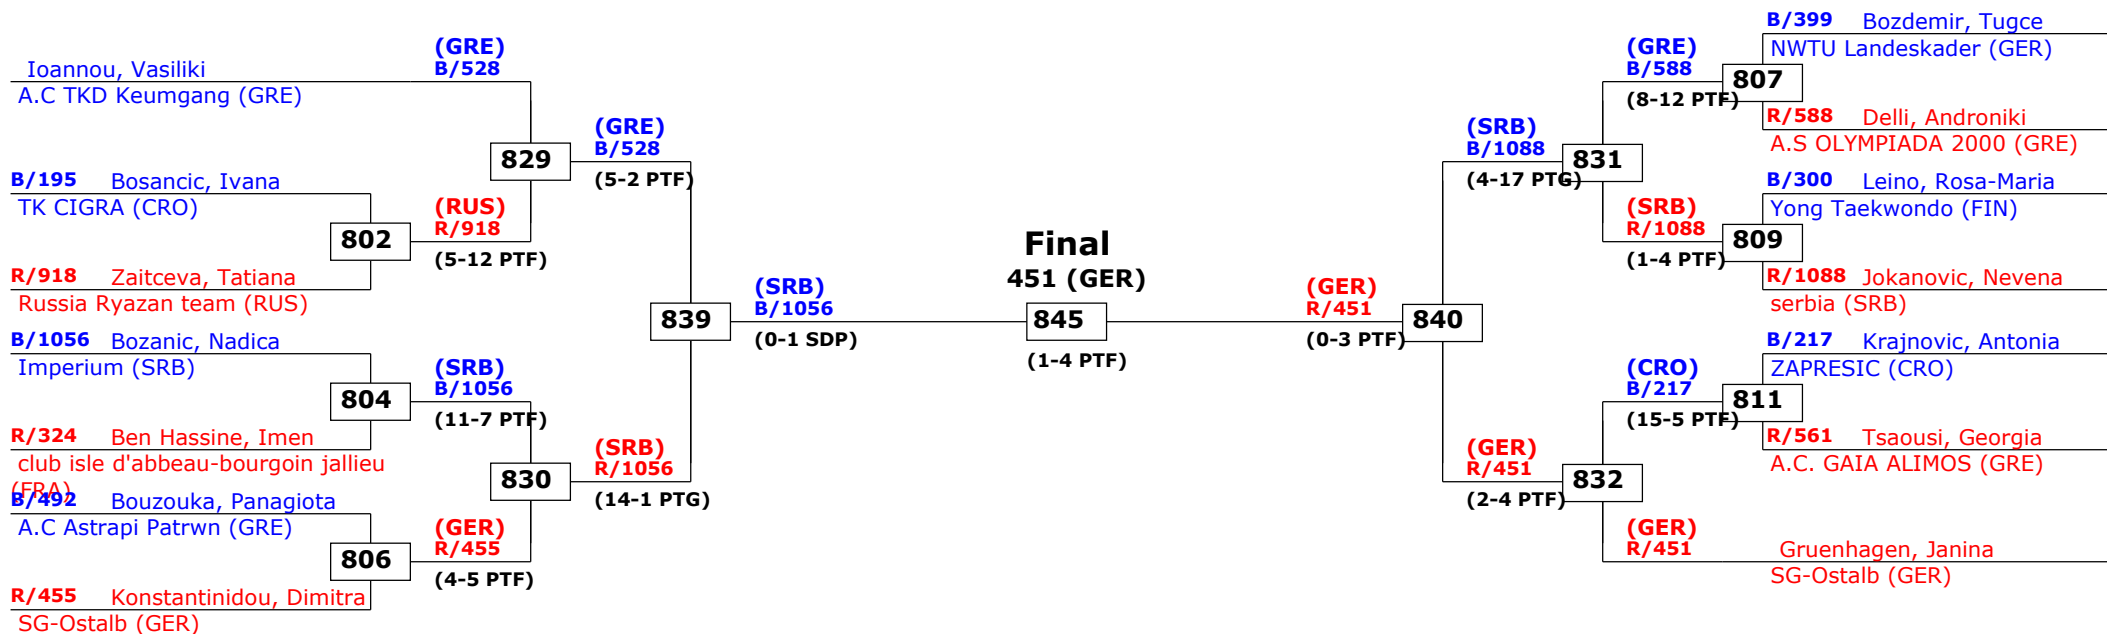 Ioannou, Vasiliki
A.C TKD Keumgang (GRE)
B/195 Bosancic, Ivana
TK CIGRA (CRO)
R/918 Zaitceva, Tatiana
Russia Ryazan team (RUS)
B/1056 Bozanic, Nadica
Imperium (SRB)
R/324 Ben Hassine, Imen
club isle d'abbeau-bourgoin jallieu
(FRA)
B/492 Bouzouka, Panagiota
A.C Astrapi Patrwn (GRE)
R/455 Konstantinidou, Dimitra
SG-Ostalb (GER)
802
804
806
(GRE)
B/528
(RUS)
R/918
(5-12 PTF)
(SRB)
B/1056
(11-7 PTF)
(GER)
R/455
(4-5 PTF)
829
830
(GRE)
B/528
(5-2 PTF)
(SRB)
R/1056
(14-1 PTG)
839
(SRB)
B/1056
(0-1 SDP)
Final
451 (GER)
845
(1-4 PTF)
(GER)
R/451
(0-3 PTF)
840
(SRB)
B/1088
(4-17 PTG)
(GER)
R/451
(2-4 PTF)
831
832
(GRE)
B/588
(8-12 PTF)
(SRB)
R/1088
(1-4 PTF)
(CRO)
B/217
(15-5 PTF)
(GER)
R/451
807
809
811
B/399 Bozdemir, Tugce
NWTU Landeskader (GER)
R/588 Delli, Androniki
A.S OLYMPIADA 2000 (GRE)
B/300 Leino, Rosa-Maria
Yong Taekwondo (FIN)
R/1088 Jokanovic, Nevena
serbia (SRB)
B/217 Krajnovic, Antonia
ZAPRESIC (CRO)
R/561 Tsaousi, Georgia
A.C. GAIA ALIMOS (GRE)
Gruenhagen, Janina
SG-Ostalb (GER)